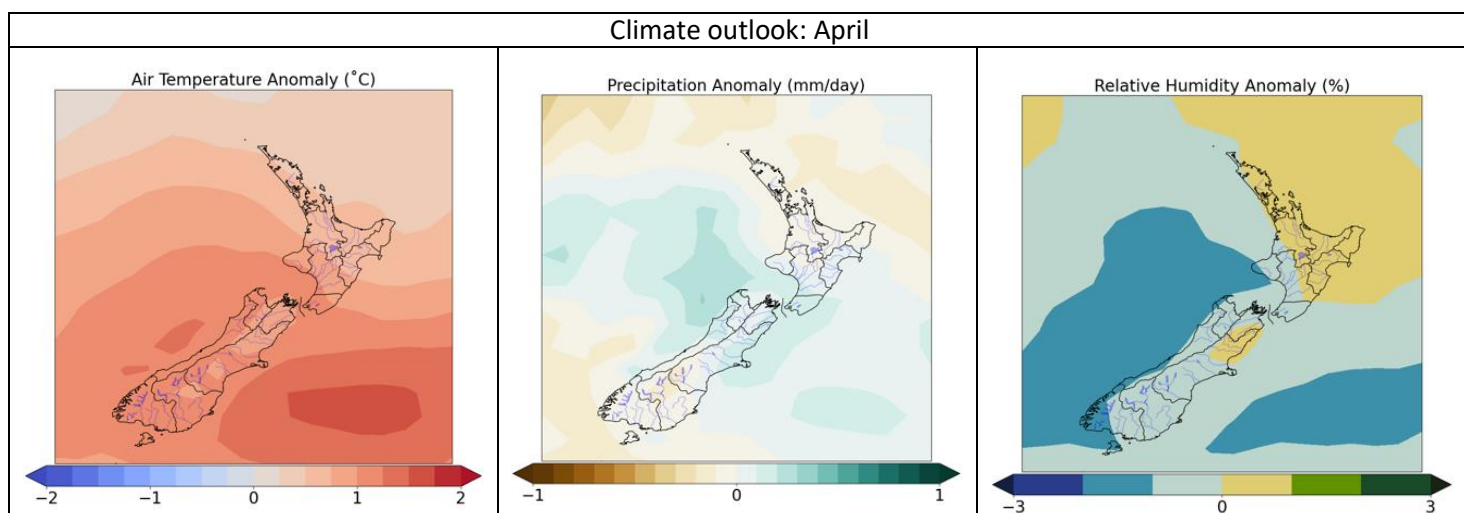 Climate outlook: April
Air Temperature Anomaly (˚C)
−2 −1 0 1 2
Precipitation Anomaly (mm/day)
−1 0 1
Relative Humidity Anomaly (%)
−3 0 3